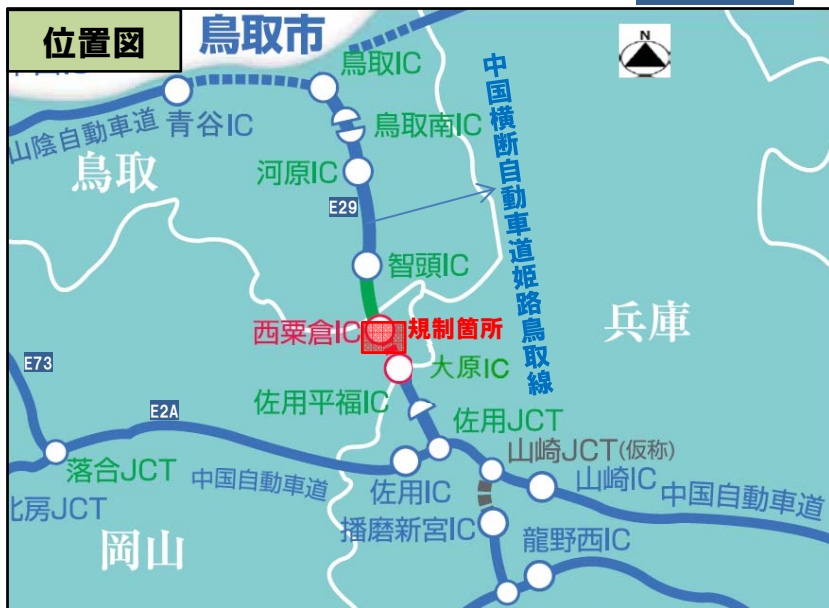 位置図
鳥取市
N
鳥取IC
中国横断自動車道姫路鳥取線
青谷IC
山陰自動車道
鳥取南IC
鳥取
河原IC
E29
智頭IC
兵庫
西粟倉IC
規制箇所
大原IC
E73
佐用平福IC
E2A
佐用JCT
山崎JCT(仮称)
落合JCT
中国自動車道
佐用IC
山崎IC
中国自動車道
北房JCT
播磨新宮IC
龍野西IC
岡山